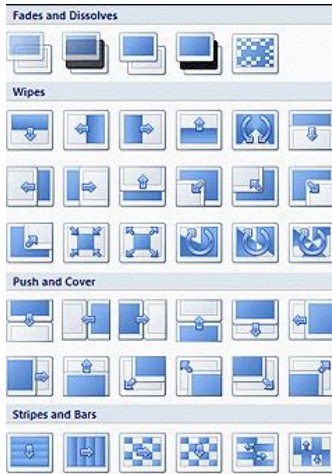 Fades and Dissolves
Wipes
Push and Cover
Stripes and Bars